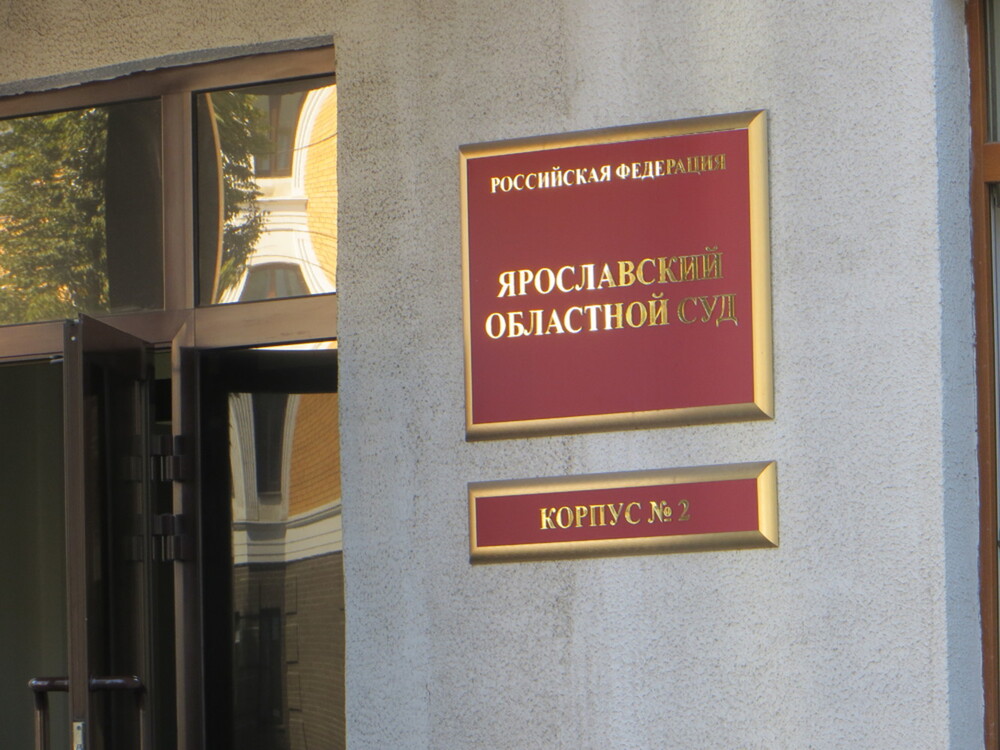 РОССИЙСКАЯ ФЕДЕРАЦИЯ
ЯРОСЛАВСКИЙ
ОБЛАСТНОЙ СУД
КОРПУС № 2